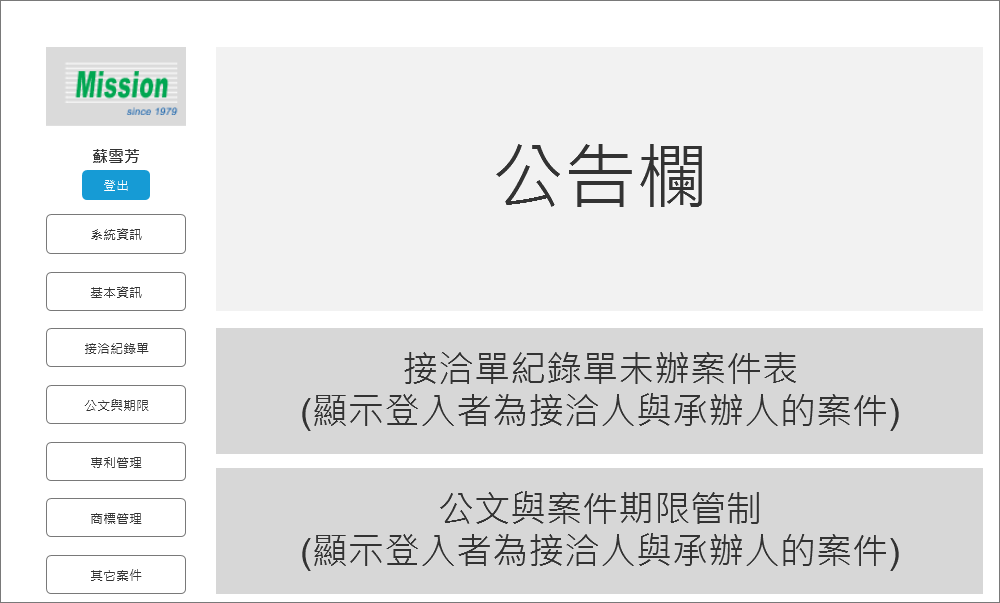 Mission
since 1979
蘇雪芳
登出
系統資訊
基本資訊
接洽紀錄單
公文與期限
專利管理
商標管理
其它案件
公告欄
接洽單紀錄單未辦案件表
(顯示登入者為接洽人與承辦人的案件)
公文與案件期限管制
(顯示登入者為接洽人與承辦人的案件)